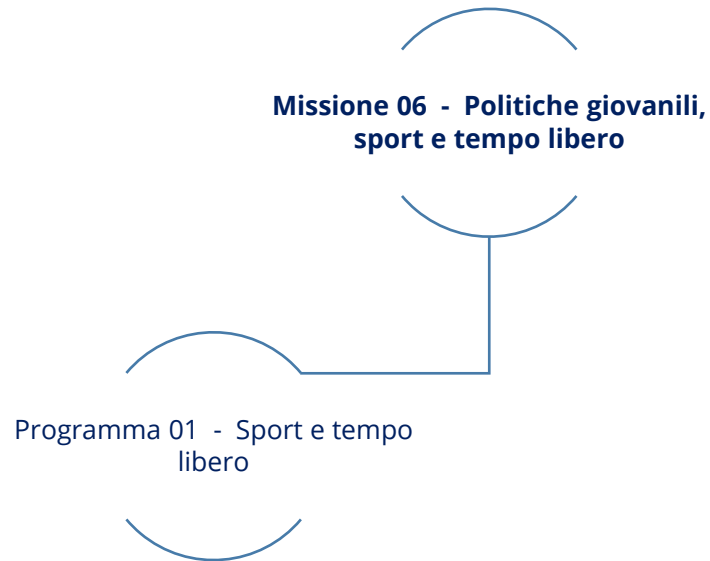 Missione 06 - Politiche giovanili,
sport e tempo libero
Programma 01 - Sport e tempo
libero